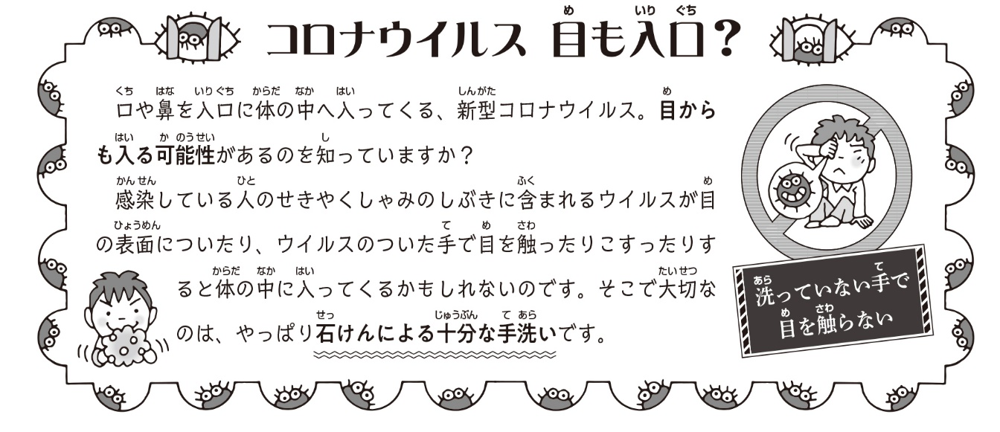 コロナウイルス 目も入口?
口や鼻を入口に体の中へ入ってくる、新型コロナウイルス。目から
も入る可能性があるのを知っていますか？
感染している人のせきやくしゃみのしぶきに含まれるウイルスが目
の表面についたり、ウイルスのついた手で目を触ったりこすったりす
ると体の中に入ってくるかもしれないのです。そこで大切な
のは、やっぱり石けんによる十分な手洗いです。
洗っていない手で
目を触らない